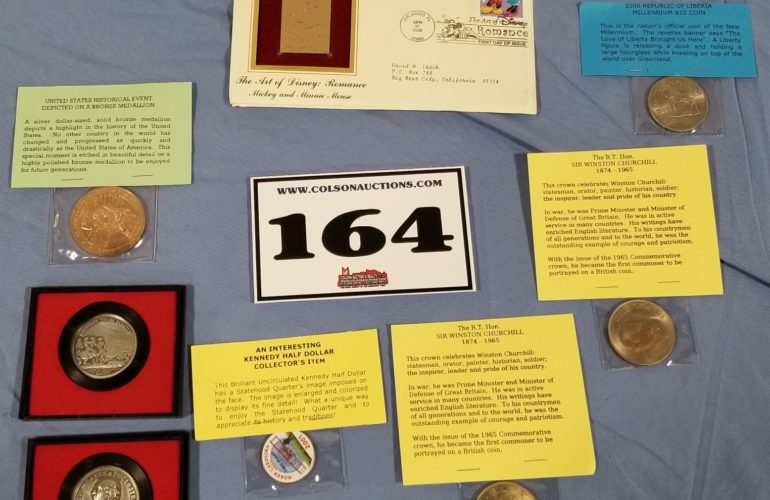 The Art of Disney: Romance
Mickey and Minnie Mouse
ORLANDO FL
APR
21
2006
The Art of Disney
Romance
FIRST DAY OF ISSUE
David H. Leach
P.O. Box 788
Big Bear City, California 92314
2000 REPUBLIC OF LIBERIA
MILLENNIUM $10 COIN
This is the nation's official coin of the New
Millennium. The reverse banner says "The
Love of Liberty Brought Us Here". A Liberty
figure is releasing a dove and holding a
large hourglass while kneeling on top of the
world over Greenland.
UNITED STATES HISTORICAL EVENT
DEPICTED ON A BRONZE MEDALLION
A silver dollar-sized, solid bronze medallion
depicts a highlight in the history of the United
States. No other country in the world has
changed and progressed as quickly and
drastically as the United States of America. This
special moment is etched in beautiful detail on a
highly polished bronze medallion to be enjoyed
for future generations.
WWW.COLSONAUCTIONS.COM
164
The R.T. Hon.
SIR WINSTON CHURCHILL
1874 - 1965
This crown celebrates Winston Churchill:
statesman, orator, painter, historian, soldier;
the inspirer, leader and pride of his country.
In war, he was Prime Minister and Minister of
Defense of Great Britain. He was in active
service in many countries. His writings have
enriched English literature. To his countrymen
of all generations and to the world, he was the
outstanding example of courage and patriotism.
With the issue of the 1965 Commemorative
crown, he became the first commoner to be
portrayed on a British coin.
AN INTERESTING
KENNEDY HALF DOLLAR
COLLECTOR'S ITEM
This Brilliant Uncirculated Kennedy Half Dollar
has a Statehood Quarter's image imposed on
the face. The image is enlarged and colorized
to display its fine detail! What a unique way
to enjoy the Statehood Quarter and to
appreciate its history and traditions!
2001
NORTH CAROLINA
The R.T. Hon.
SIR WINSTON CHURCHILL
1874 - 1965
This crown celebrates Winston Churchill:
statesman, orator, painter, historian, soldier;
the inspirer, leader and pride of his country.
In war, he was Prime Minister and Minister of
Defense of Great Britain. He was in active
service in many countries. His writings have
enriched English literature. To his countrymen
of all generations and to the world, he was the
outstanding example of courage and patriotism.
With the issue of the 1965 Commemorative
crown, he became the first commoner to be
portrayed on a British coin.